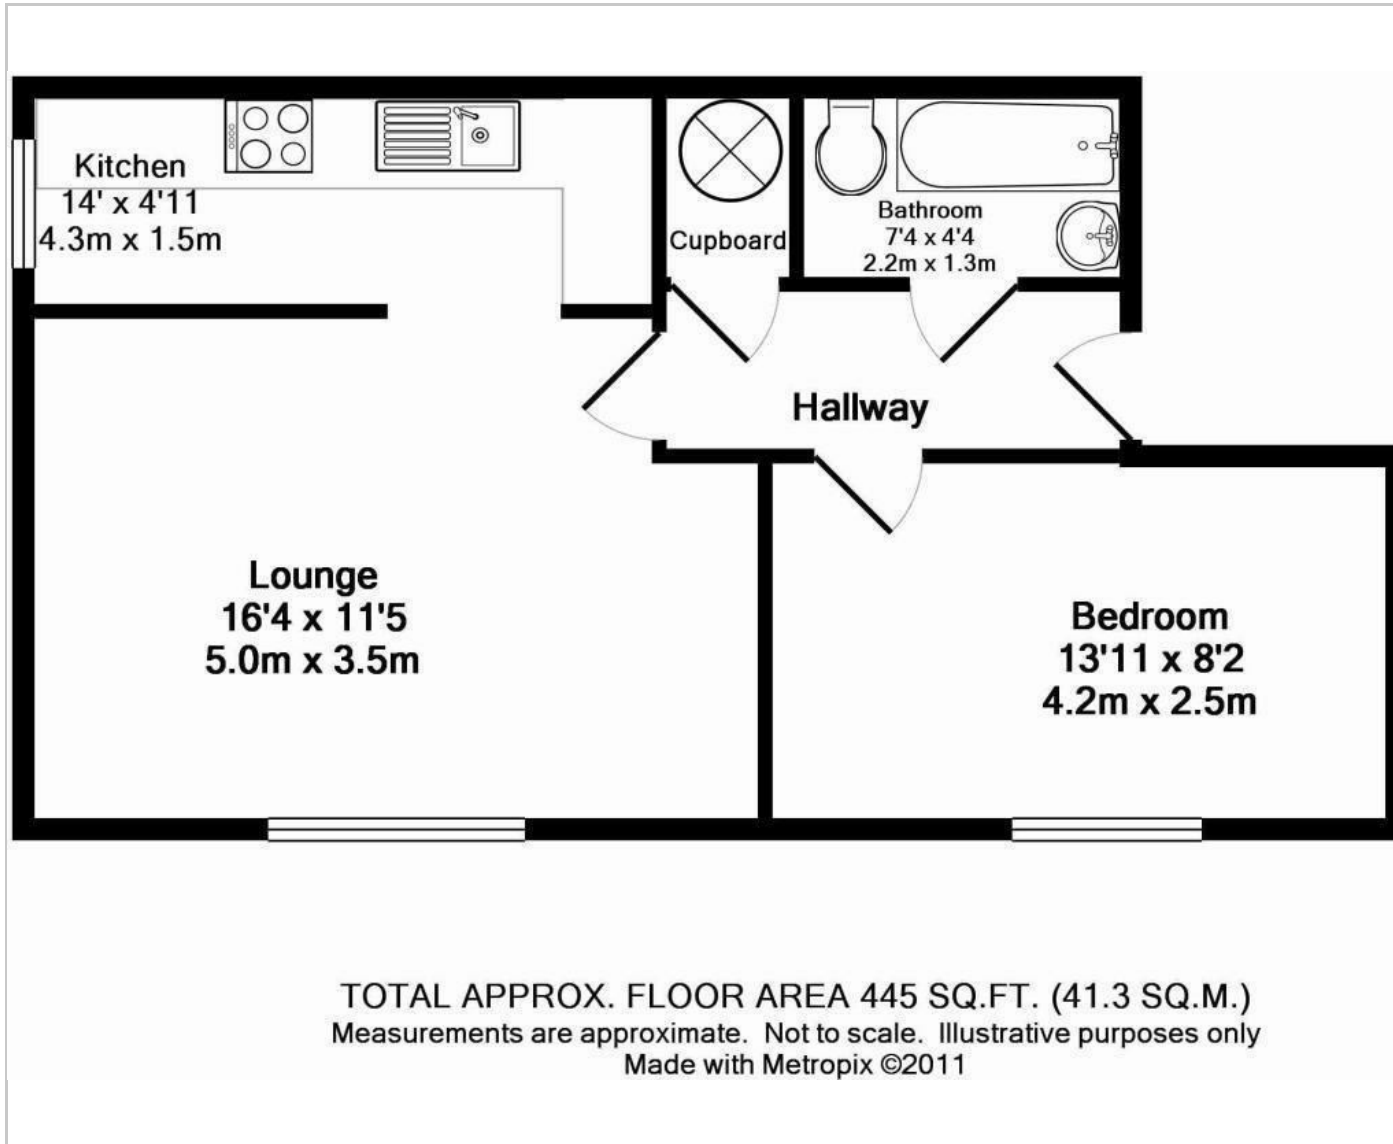 Kitchen
14' x 4'11
4.3m x 1.5m
Cupboard
Bathroom
7'4 x 4'4
2.2m x 1.3m
Hallway
Lounge
16'4 x 11'5
5.0m x 3.5m
Bedroom
13'11 x 8'2
4.2m x 2.5m
TOTAL APPROX. FLOOR AREA 445 SQ.FT. (41.3 SQ.M.)
Measurements are approximate.  Not to scale.  Illustrative purposes only
Made with Metropix ©2011